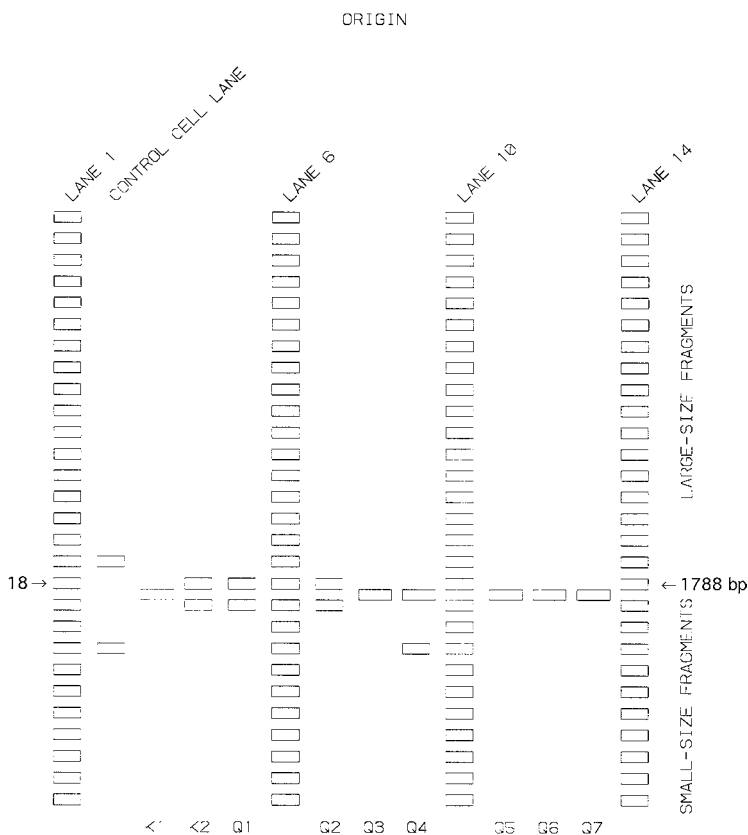 ORIGIN
LANE 1
CONTROL CELL LANE
LANE 6
LANE 10
LANE 14
LARGE-SIZE FRAGMENTS
18→
←1788 bp
SMALL-SIZE FRAGMENTS
K1 K2 Q1 Q2 Q3 Q4 Q5 Q6 Q7